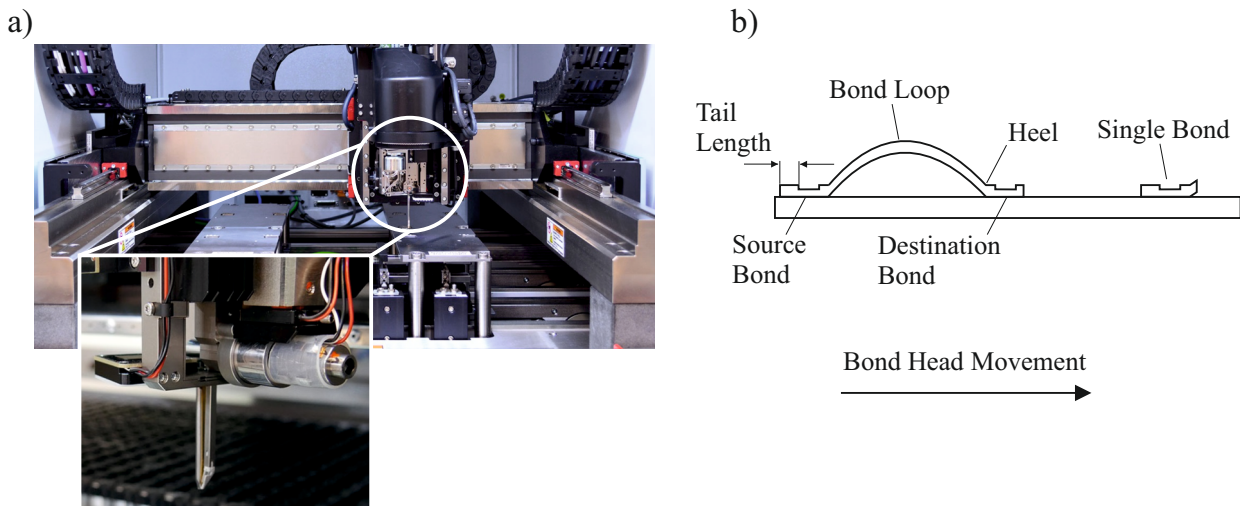 a)
b)
Bond Loop
Tail
Length
Heel
Single Bond
Source
Bond
Destination
Bond
Bond Head Movement